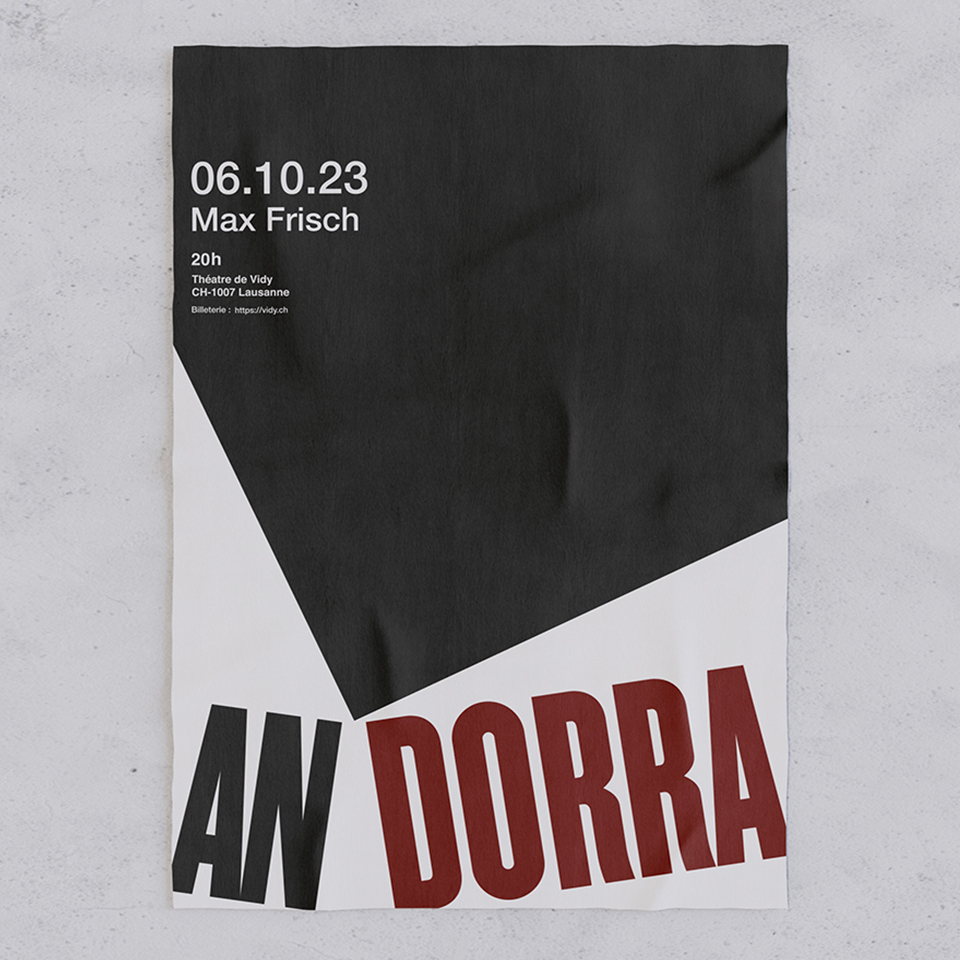 06.10.23
Max Frisch
20h
Théatre de Vidy
CH-1007 Lausanne
Billeterie : https://vidy.ch
AN DORRA